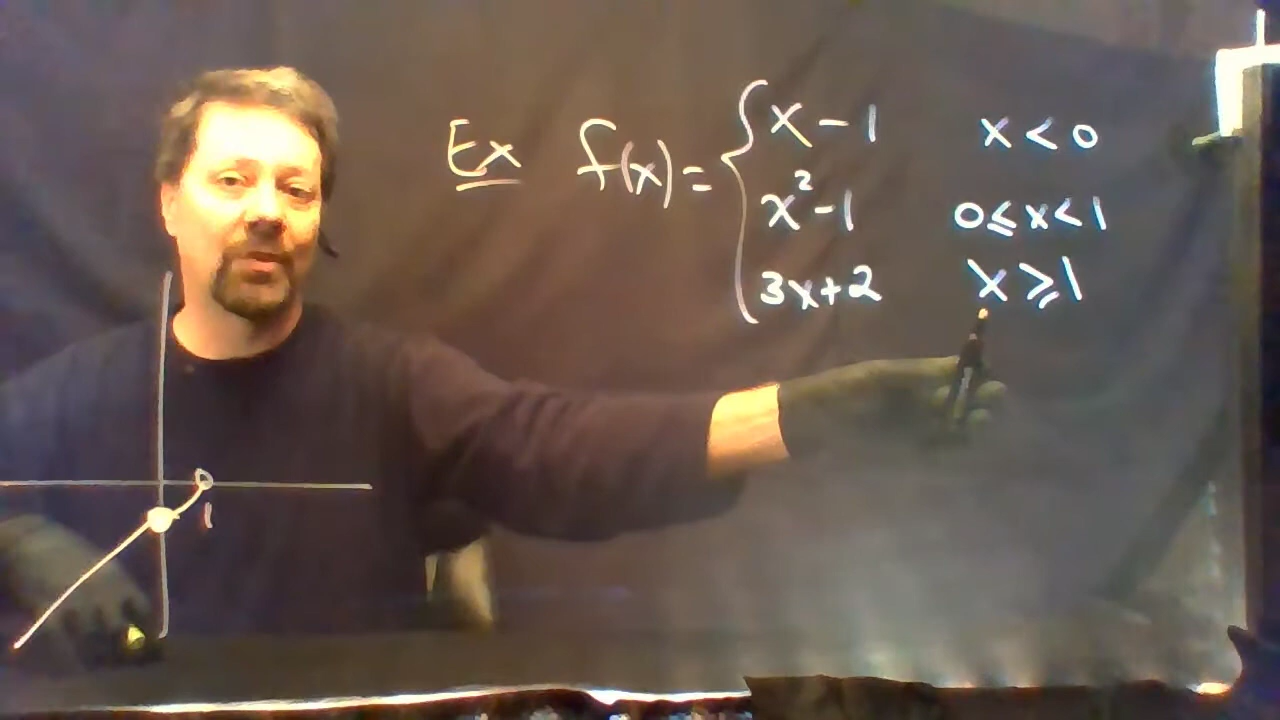 Ex f(x) = { x - 1 x < 0
x² - 1 0 ≤ x < 1
3x + 2 x ≥ 1
1